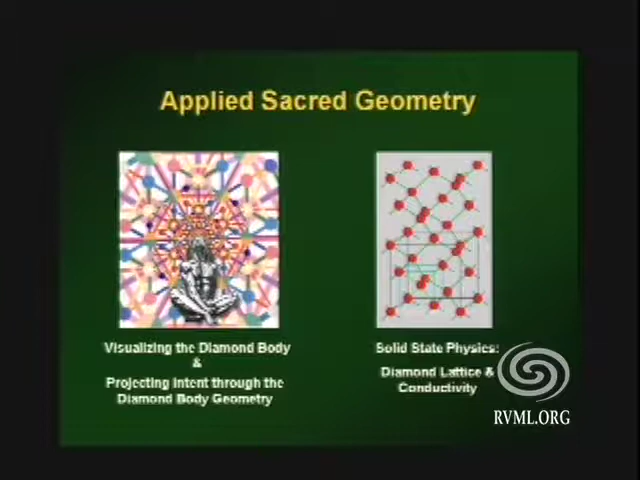 Applied Sacred Geometry
Visualizing the Diamond Body
&
Projecting Intent through the
Diamond Body Geometry
Solid State Physics:
Diamond Lattice &
Conductivity
RVML.ORG